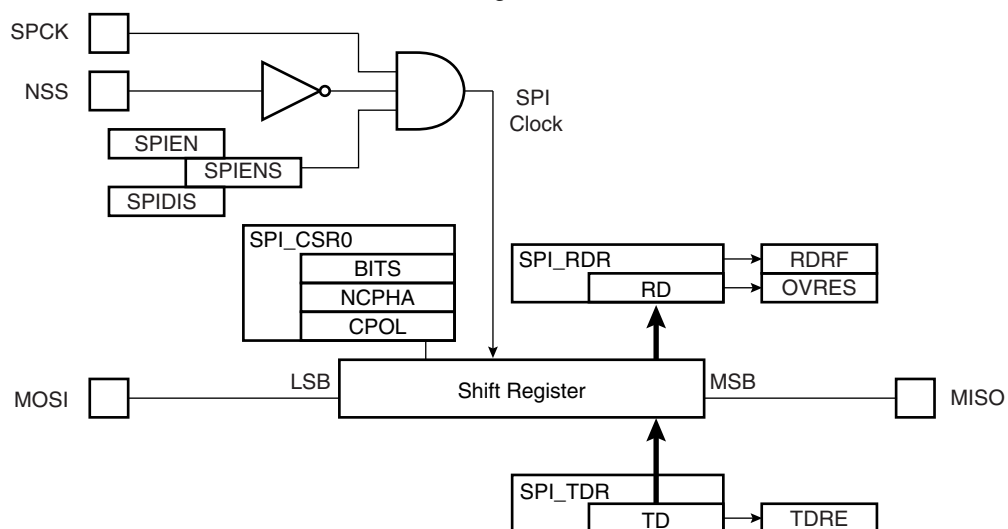 SPCK
NSS
SPI
Clock
SPIEN
SPIENS
SPIDIS
SPI_CSR0
BITS
NCPHA
CPOL
SPI_RDR
RD
RDRF
OVRES
MOSI
LSB
Shift Register
MSB
MISO
SPI_TDR
TD
TDRE